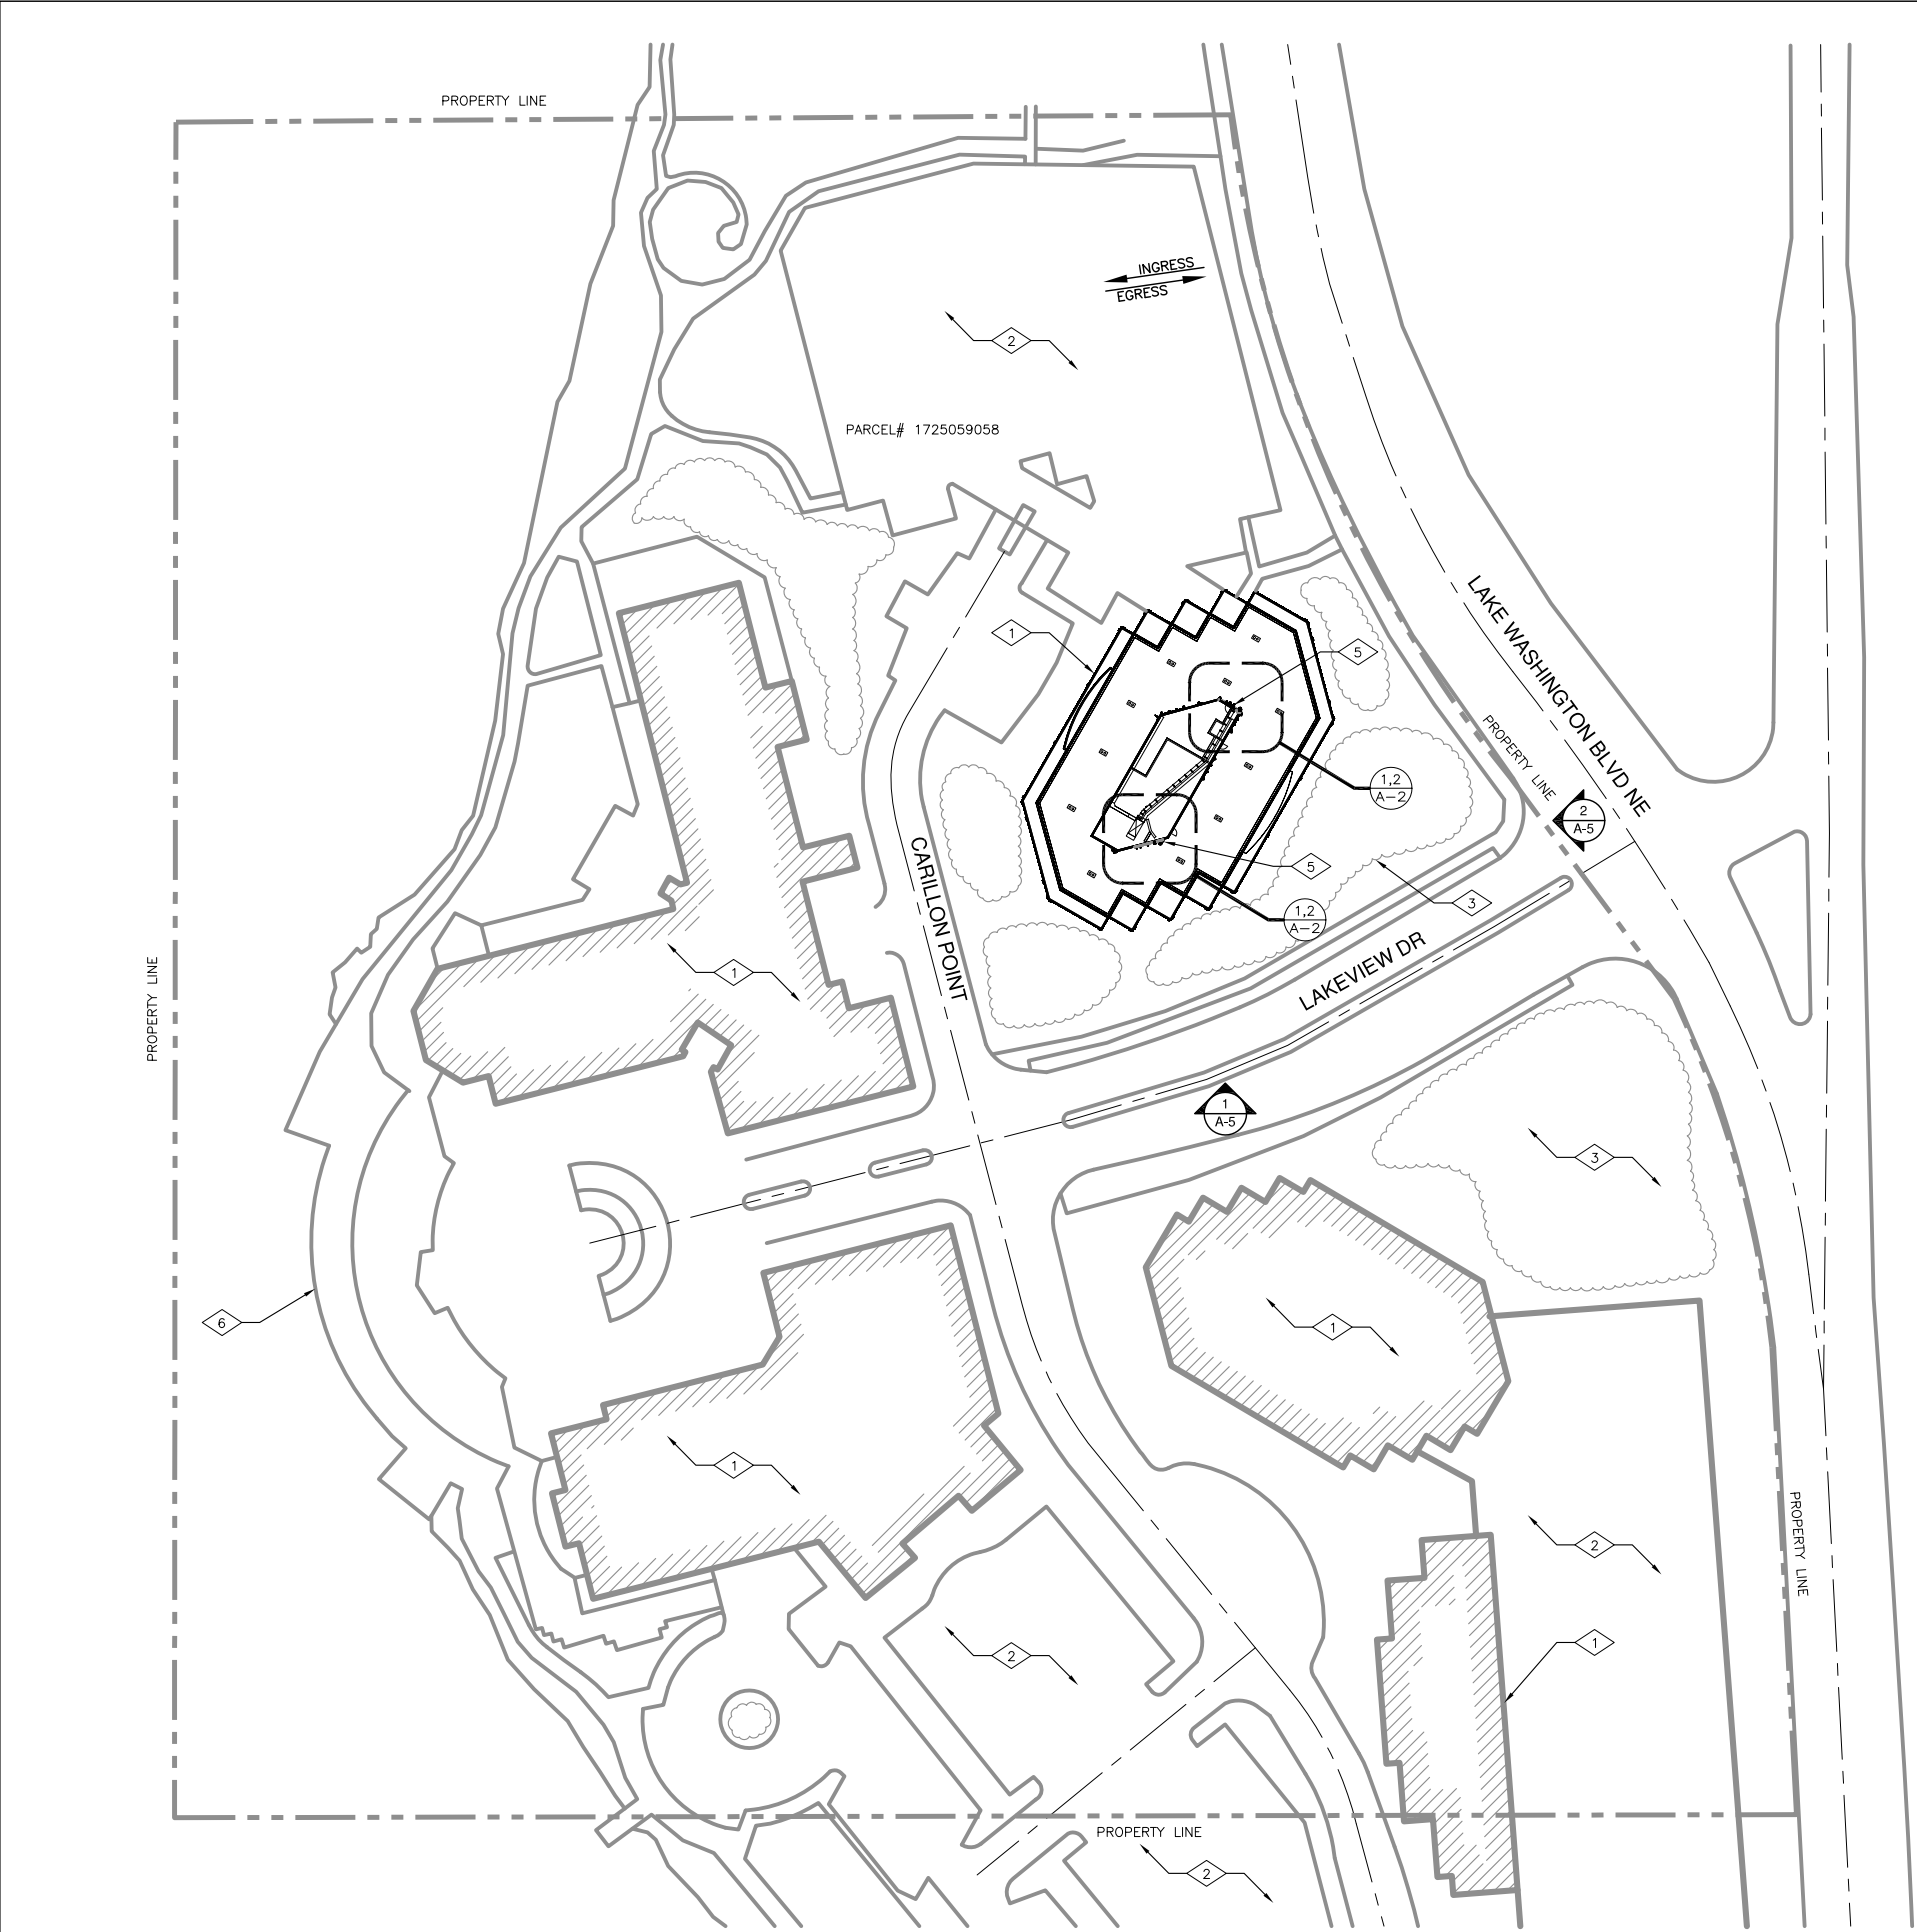 PROPERTY LINE
INGRESS
EGRESS
2
PARCEL# 1725059058
1
5
LAKE WASHINGTON BLVD NE
PROPERTY LINE
1,2
A-2
2
A-5
5
3
1,2
A-2
CARILLON POINT
LAKEVIEW DR
1
PROPERTY LINE
1
A-5
3
6
1
1
2
PROPERTY LINE
1
2
PROPERTY LINE
2